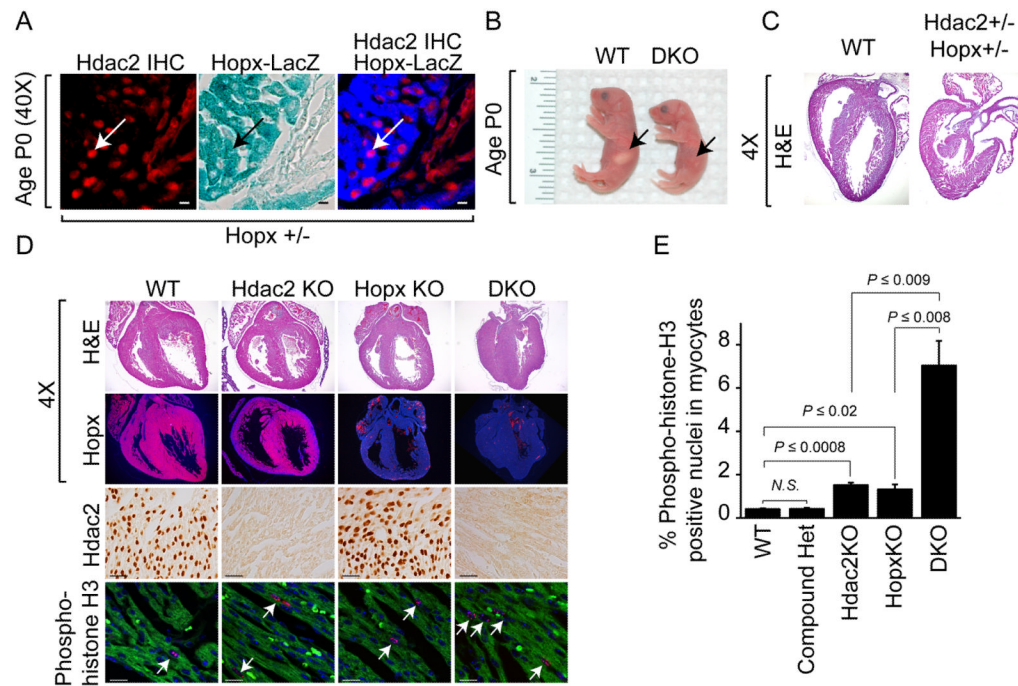 A
Hdac2 IHC
Hopx-LacZ
Hdac2 IHC
Hopx-LacZ
Age P0 (40X)
Hopx +/-
B
WT DKO
Age P0
C
WT
Hdac2+/-
Hopx+/-
4X
H&E
D
WT
Hdac2 KO
Hopx KO
DKO
4X
H&E
Hopx
Hdac2
Phospho-
histone H3
E
% Phospho-histone-H3
positive nuclei in myocytes
8
6
4
2
0
P ≤ 0.009
P ≤ 0.008
P ≤ 0.02
P ≤ 0.0008
N.S.
WT
Compound Het
Hdac2KO
HopxKO
DKO